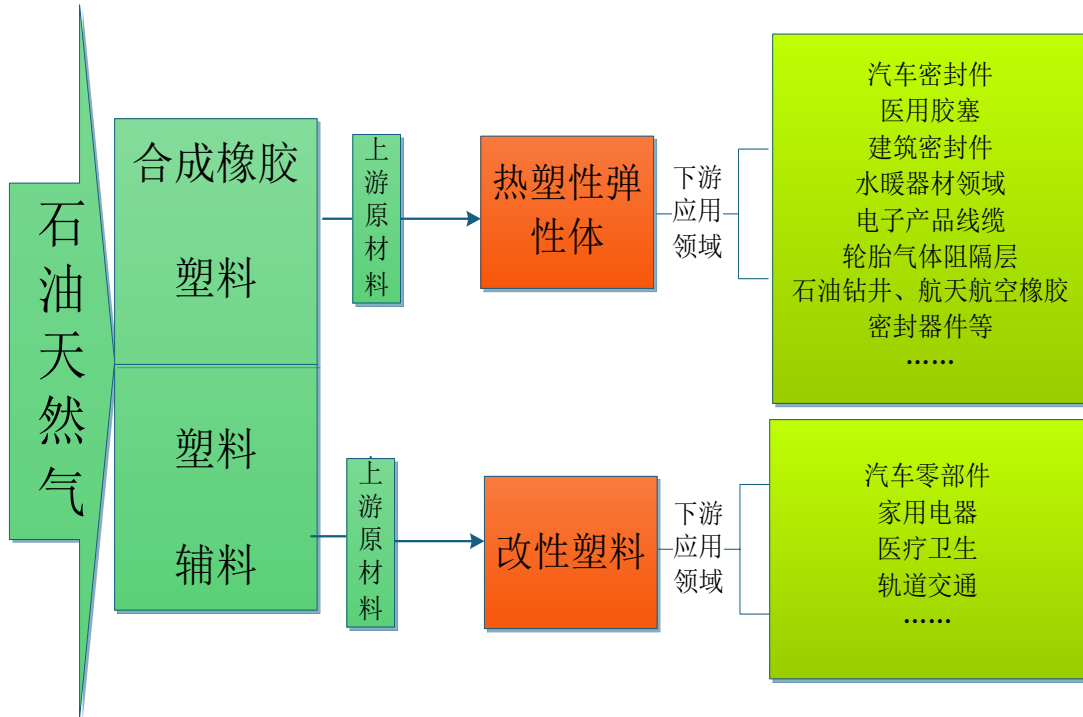 石油天然气
合成橡胶
塑料
塑料
辅料
上游原材料
上游原材料
热塑性弹
性体
改性塑料
下游
应用
领域
下游
应用
领域
汽车密封件
医用胶塞
建筑密封件
水暖器材领域
电子产品线缆
轮胎气体阻隔层
石油钻井、航天航空橡胶
密封器件等
……
汽车零部件
家用电器
医疗卫生
轨道交通
……